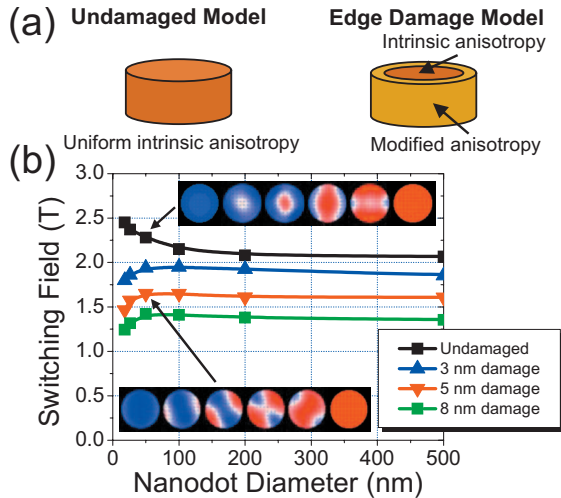 (a)
Undamaged Model
Edge Damage Model
Intrinsic anisotropy
Uniform intrinsic anisotropy
Modified anisotropy
(b)
3.0
2.5
2.0
1.5
1.0
0.5
0.0
Switching Field (T)
Undamaged
3 nm damage
5 nm damage
8 nm damage
0 100 200 300 400 500
Nanodot Diameter (nm)